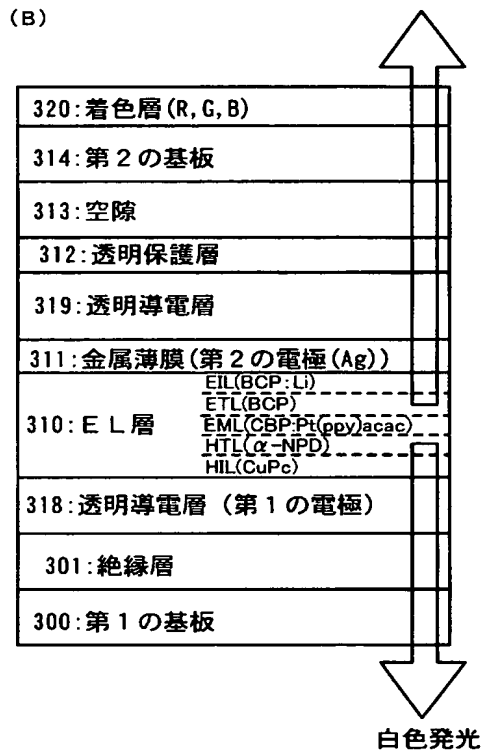 (B)
320:着色層(R,G,B)
314:第2の基板
313:空隙
312:透明保護層
319:透明導電層
311:金属薄膜(第2の電極(Ag))
EIL(BCP:Li)
ETL(BCP)
310:EL層
EML(CBP:Pt(ppy)acac)
HTL(α-NPD)
HIL(CuPc)
318:透明導電層(第1の電極)
301:絶縁層
300:第1の基板
白色発光